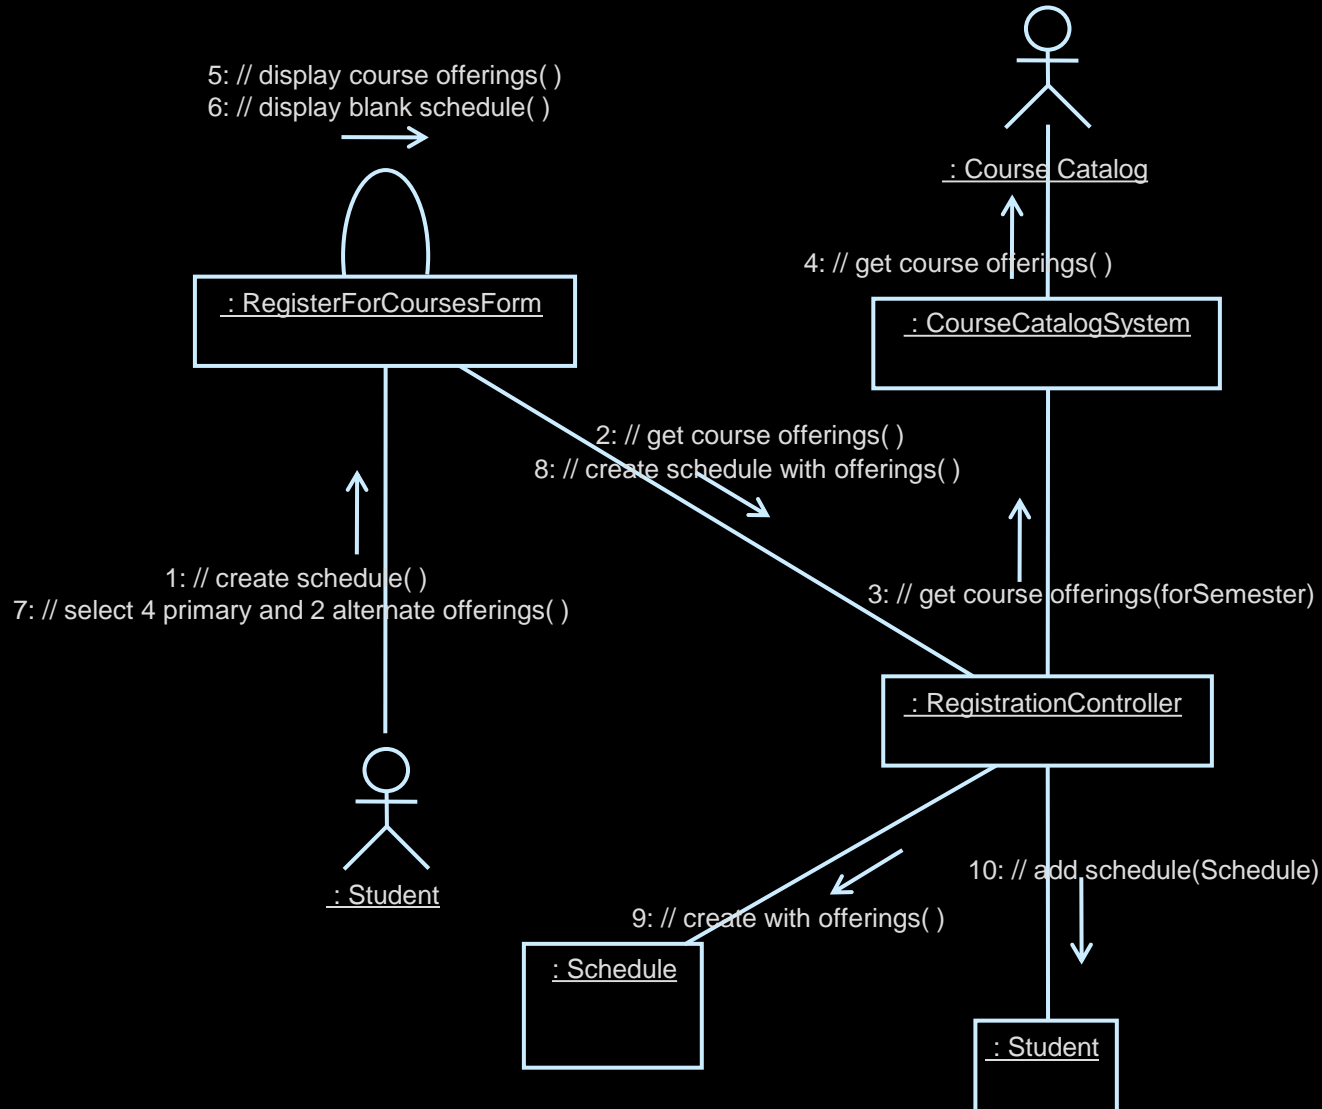 5: // display course offerings( )
6: // display blank schedule( )
: Course Catalog
4: // get course offerings( )
: RegisterForCoursesForm
: CourseCatalogSystem
2: // get course offerings( )
8: // create schedule with offerings( )
1: // create schedule( )
7: // select 4 primary and 2 alternate offerings( )
3: // get course offerings(forSemester)
: RegistrationController
: Student
10: // add schedule(Schedule)
9: // create with offerings( )
: Schedule
: Student